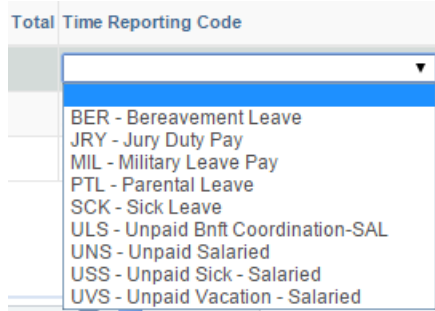 Total Time Reporting Code
BER - Bereavement Leave
JRY - Jury Duty Pay
MIL - Military Leave Pay
PTL - Parental Leave
SCK - Sick Leave
ULS - Unpaid Bnft Coordination-SAL
UNS - Unpaid Salaried
USS - Unpaid Sick - Salaried
UVS - Unpaid Vacation - Salaried